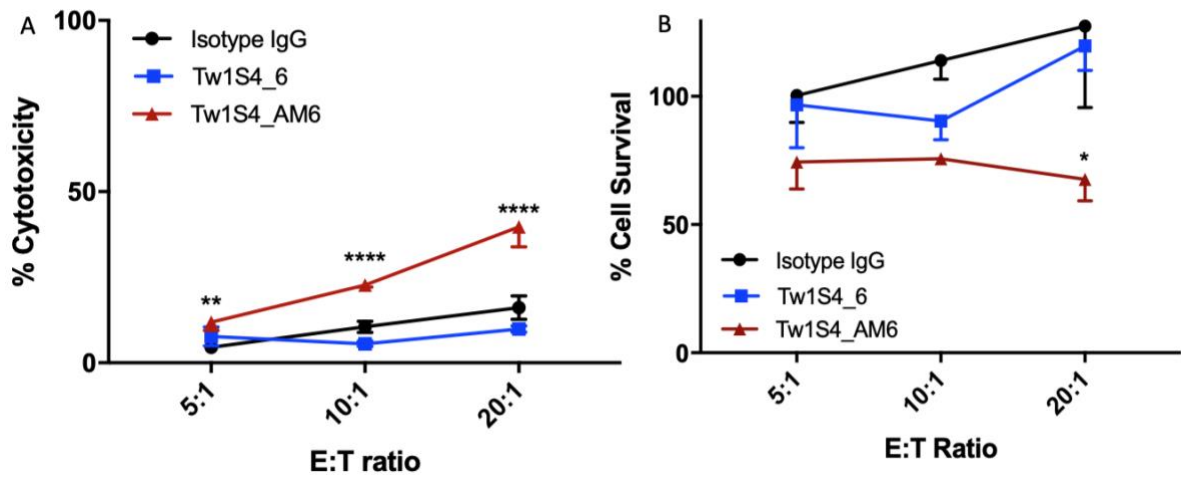 A
% Cytotoxicity
100
50
0
Isotype IgG
Tw1S4_6
Tw1S4_AM6
**
****
****
5:1
10:1
20:1
E:T ratio
B
% Cell Survival
100
50
0
*
Isotype IgG
Tw1S4_6
Tw1S4_AM6
5:1
10:1
20:1
E:T Ratio